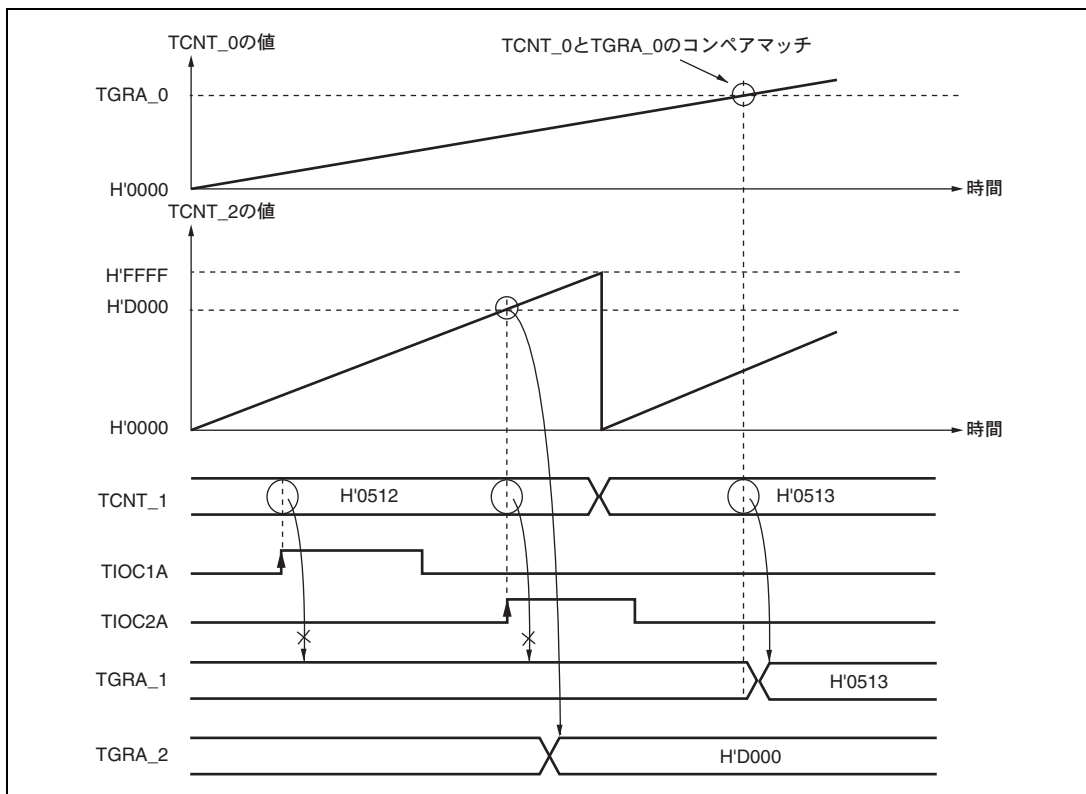 TCNT_0の値
TCNT_0とTGRA_0のコンペアマッチ
TGRA_0
H'0000
時間
TCNT_2の値
H'FFFF
H'D000
H'0000
時間
TCNT_1
H'0512
H'0513
TIOC1A
TIOC2A
TGRA_1
H'0513
TGRA_2
H'D000